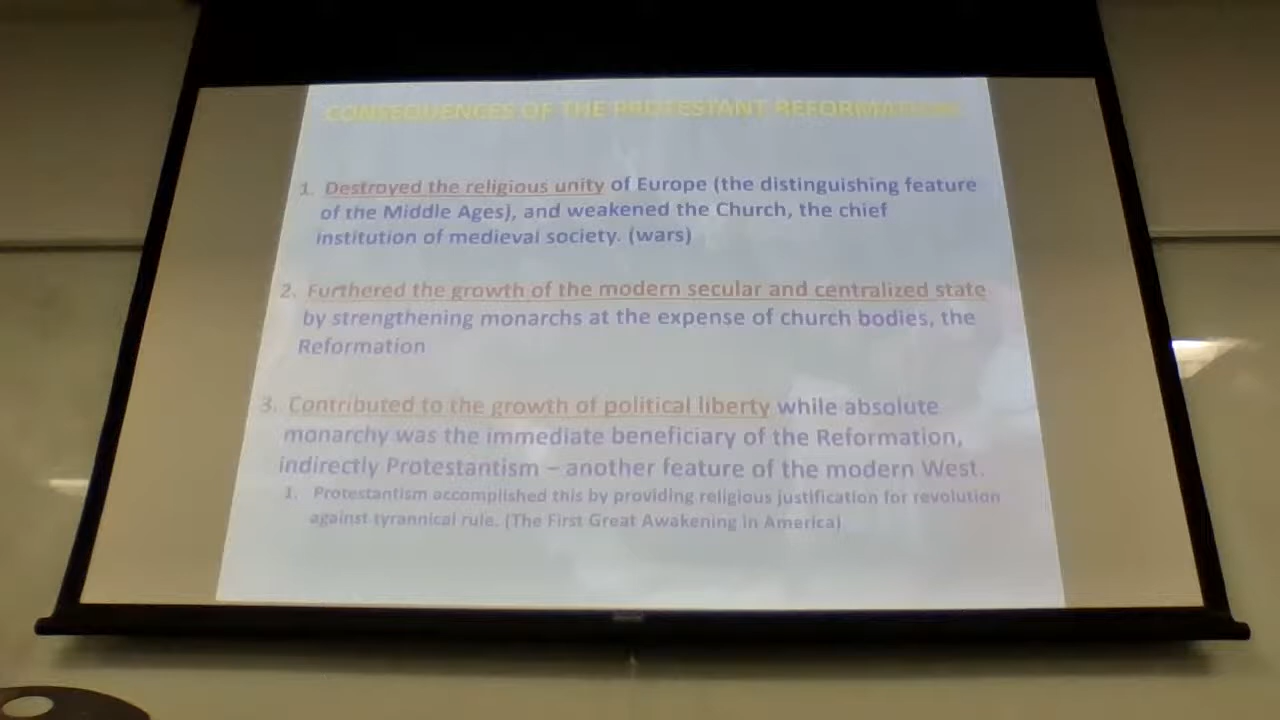 CONSEQUENCES OF THE PROTESTANT REFORMATION
1. Destroyed the religious unity of Europe (the distinguishing feature
of the Middle Ages), and weakened the Church, the chief
institution of medieval society. (wars)
2. Furthered the growth of the modern secular and centralized state
by strengthening monarchs at the expense of church bodies, the
Reformation
3. Contributed to the growth of political liberty while absolute
monarchy was the immediate beneficiary of the Reformation,
indirectly Protestantism – another feature of the modern West.
1. Protestantism accomplished this by providing religious justification for revolution
against tyrannical rule. (The First Great Awakening in America)